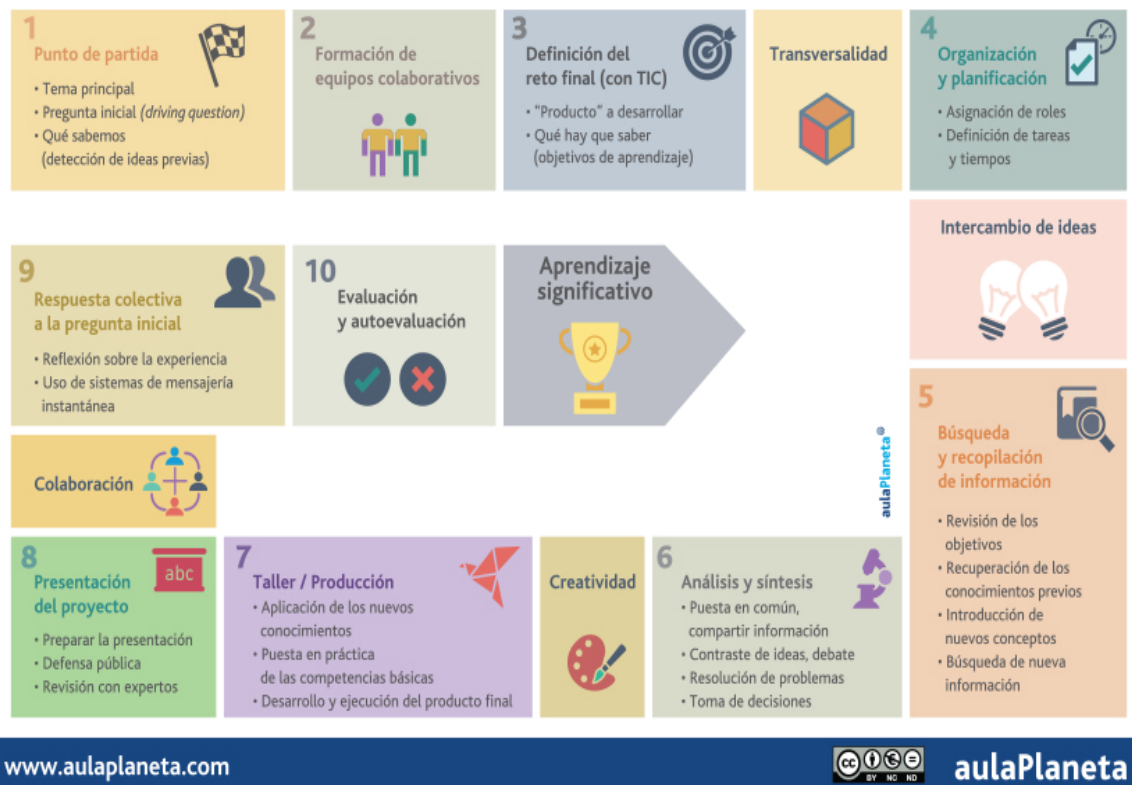 1
Punto de partida
• Tema principal
• Pregunta inicial (driving question)
• Qué sabemos
(detección de ideas previas)
2
Formación de
equipos colaborativos
3
Definición del
reto final (con TIC)
• "Producto" a desarrollar
• Qué hay que saber
(objetivos de aprendizaje)
Transversalidad
4
Organización
y planificación
• Asignación de roles
• Definición de tareas
y tiempos
Intercambio de ideas
5
Búsqueda
y recopilación
de información
• Revisión de los
objetivos
• Recuperación de los
conocimientos previos
• Introducción de
nuevos conceptos
• Búsqueda de nueva
información
6
Análisis y síntesis
• Puesta en común,
compartir información
• Contraste de ideas, debate
• Resolución de problemas
• Toma de decisiones
Creatividad
7
Taller / Producción
• Aplicación de los nuevos
conocimientos
• Puesta en práctica
de las competencias básicas
• Desarrollo y ejecución del producto final
8
abc
Presentación
del proyecto
• Preparar la presentación
• Defensa pública
• Revisión con expertos
Colaboración
9
Respuesta colectiva
a la pregunta inicial
• Reflexión sobre la experiencia
• Uso de sistemas de mensajería
instantánea
10
Evaluación
y autoevaluación
Aprendizaje
significativo
aulaPlaneta®
www.aulaplaneta.com
cc
BY NC ND
aulaPlaneta